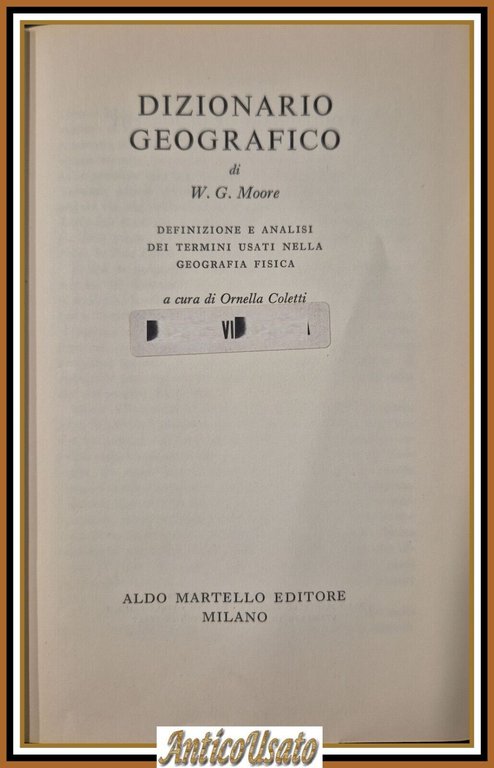 DIZIONARIO
GEOGRAFICO
di
W. G. Moore
DEFINIZIONE E ANALISI
DEI TERMINI USATI NELLA
GEOGRAFIA FISICA
a cura di Ornella Coletti
VI
ALDO MARTELLO EDITORE
MILANO
AnticoUsato